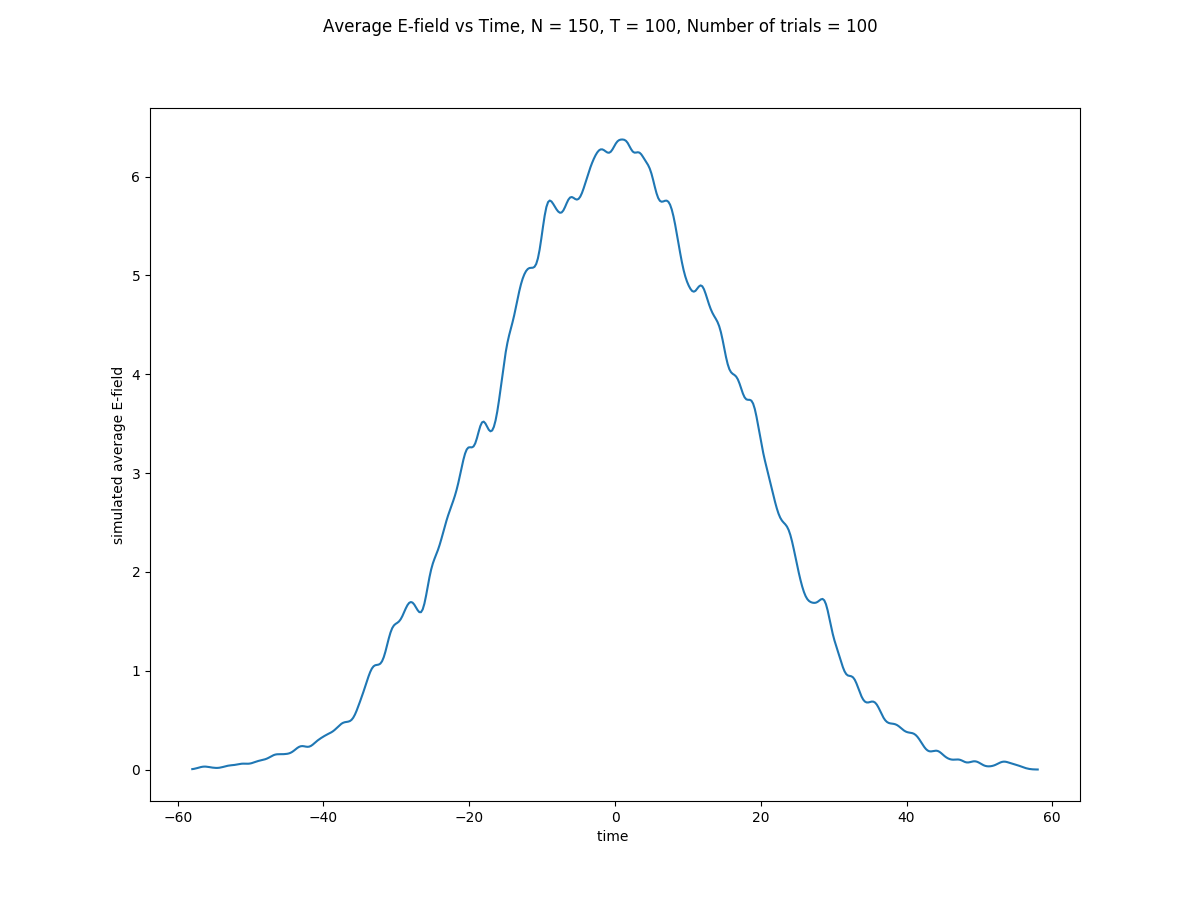 Average E-field vs Time, N = 150, T = 100, Number of trials = 100
simulated average E-field
6
5
4
3
2
1
0
−60 −40 −20 0 20 40 60
time